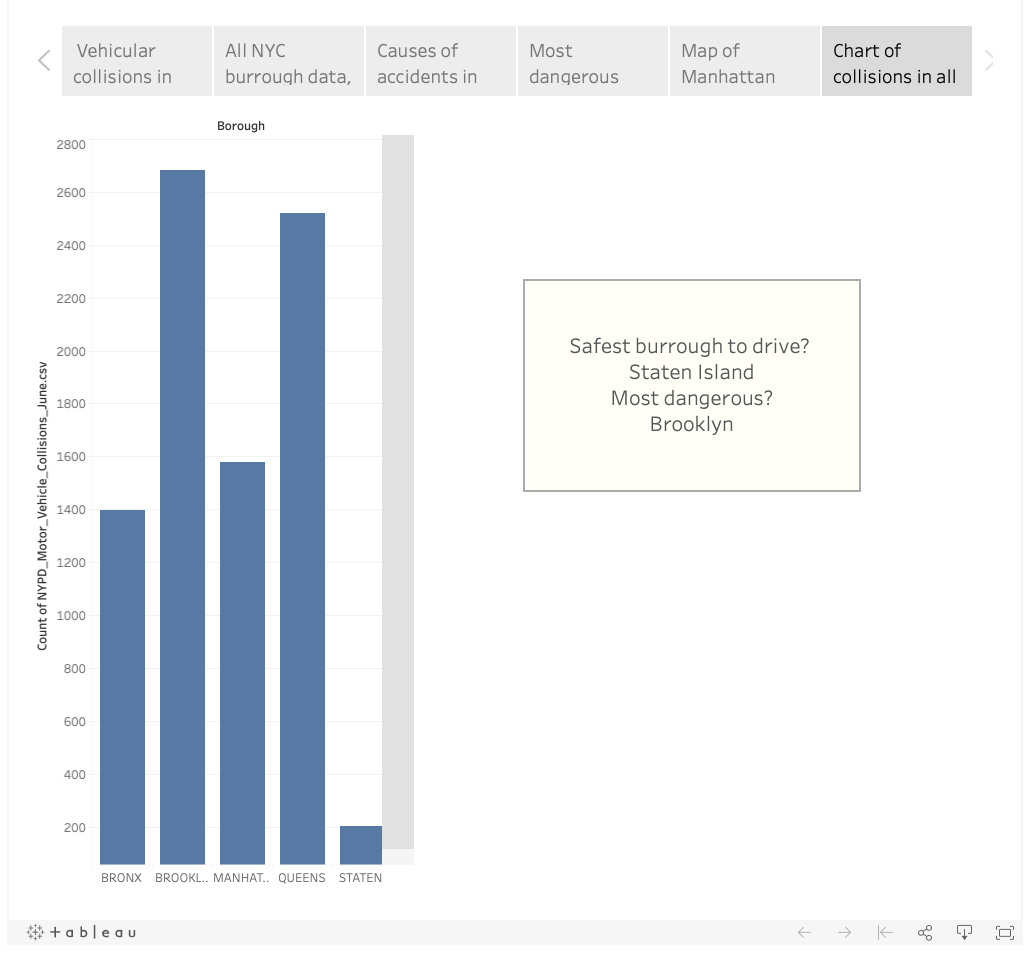 Vehicular
collisions in
All NYC
burrough data,
Causes of
accidents in
Most
dangerous
Map of
Manhattan
Chart of
collisions in all
Borough
2800
2600
2400
2200
2000
1800
1600
1400
1200
1000
800
600
400
200
Count of NYPD_Motor_Vehicle_Collisions_June.csv
BRONX
BROOKL..
MANHAT..
QUEENS
STATEN
Safest burrough to drive?
Staten Island
Most dangerous?
Brooklyn
+ a b | e a u